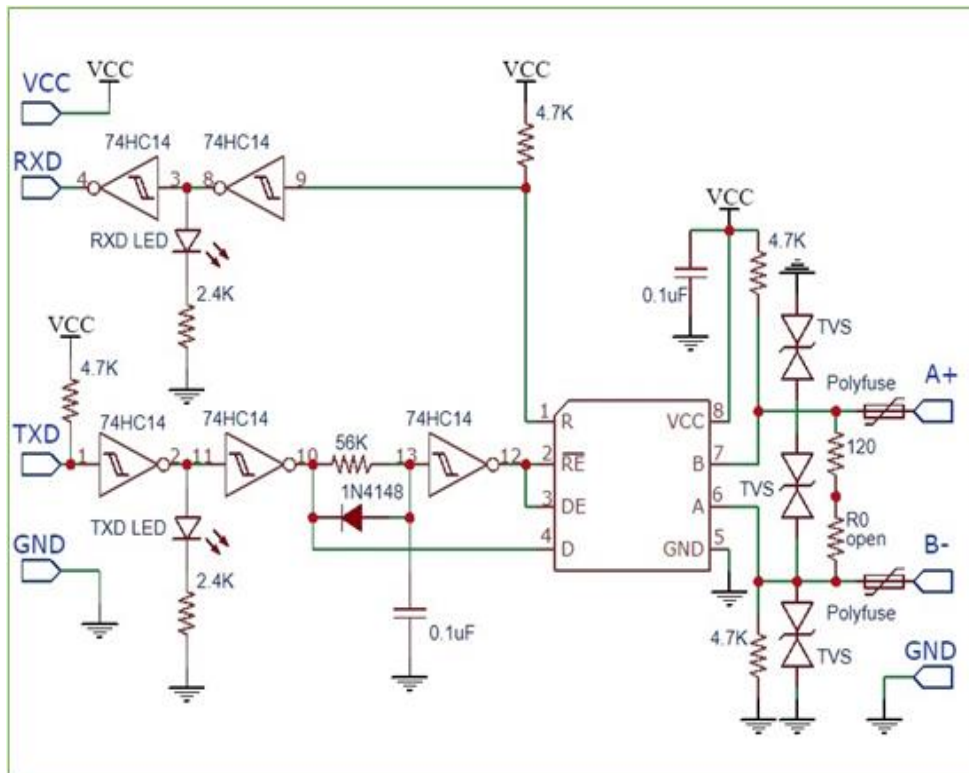 VCC
VCC
VCC
4.7K
74HC14
74HC14
RXD
4
3
8
9
RXD LED
2.4K
VCC
4.7K
0.1uF
TVS
VCC
4.7K
Polyfuse
A+
74HC14
74HC14
74HC14
TXD
1
2
11
10
56K
13
12
1N4148
1
R
VCC
8
2
RE
B
7
3
DE
A
6
4
D
GND
5
120
TVS
R0
open
TXD LED
2.4K
GND
B-
0.1uF
4.7K
Polyfuse
TVS
GND